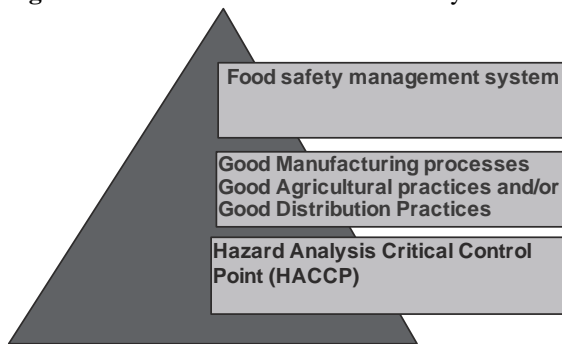 Food safety management system
Good Manufacturing processes
Good Agricultural practices and/or
Good Distribution Practices
Hazard Analysis Critical Control
Point (HACCP)